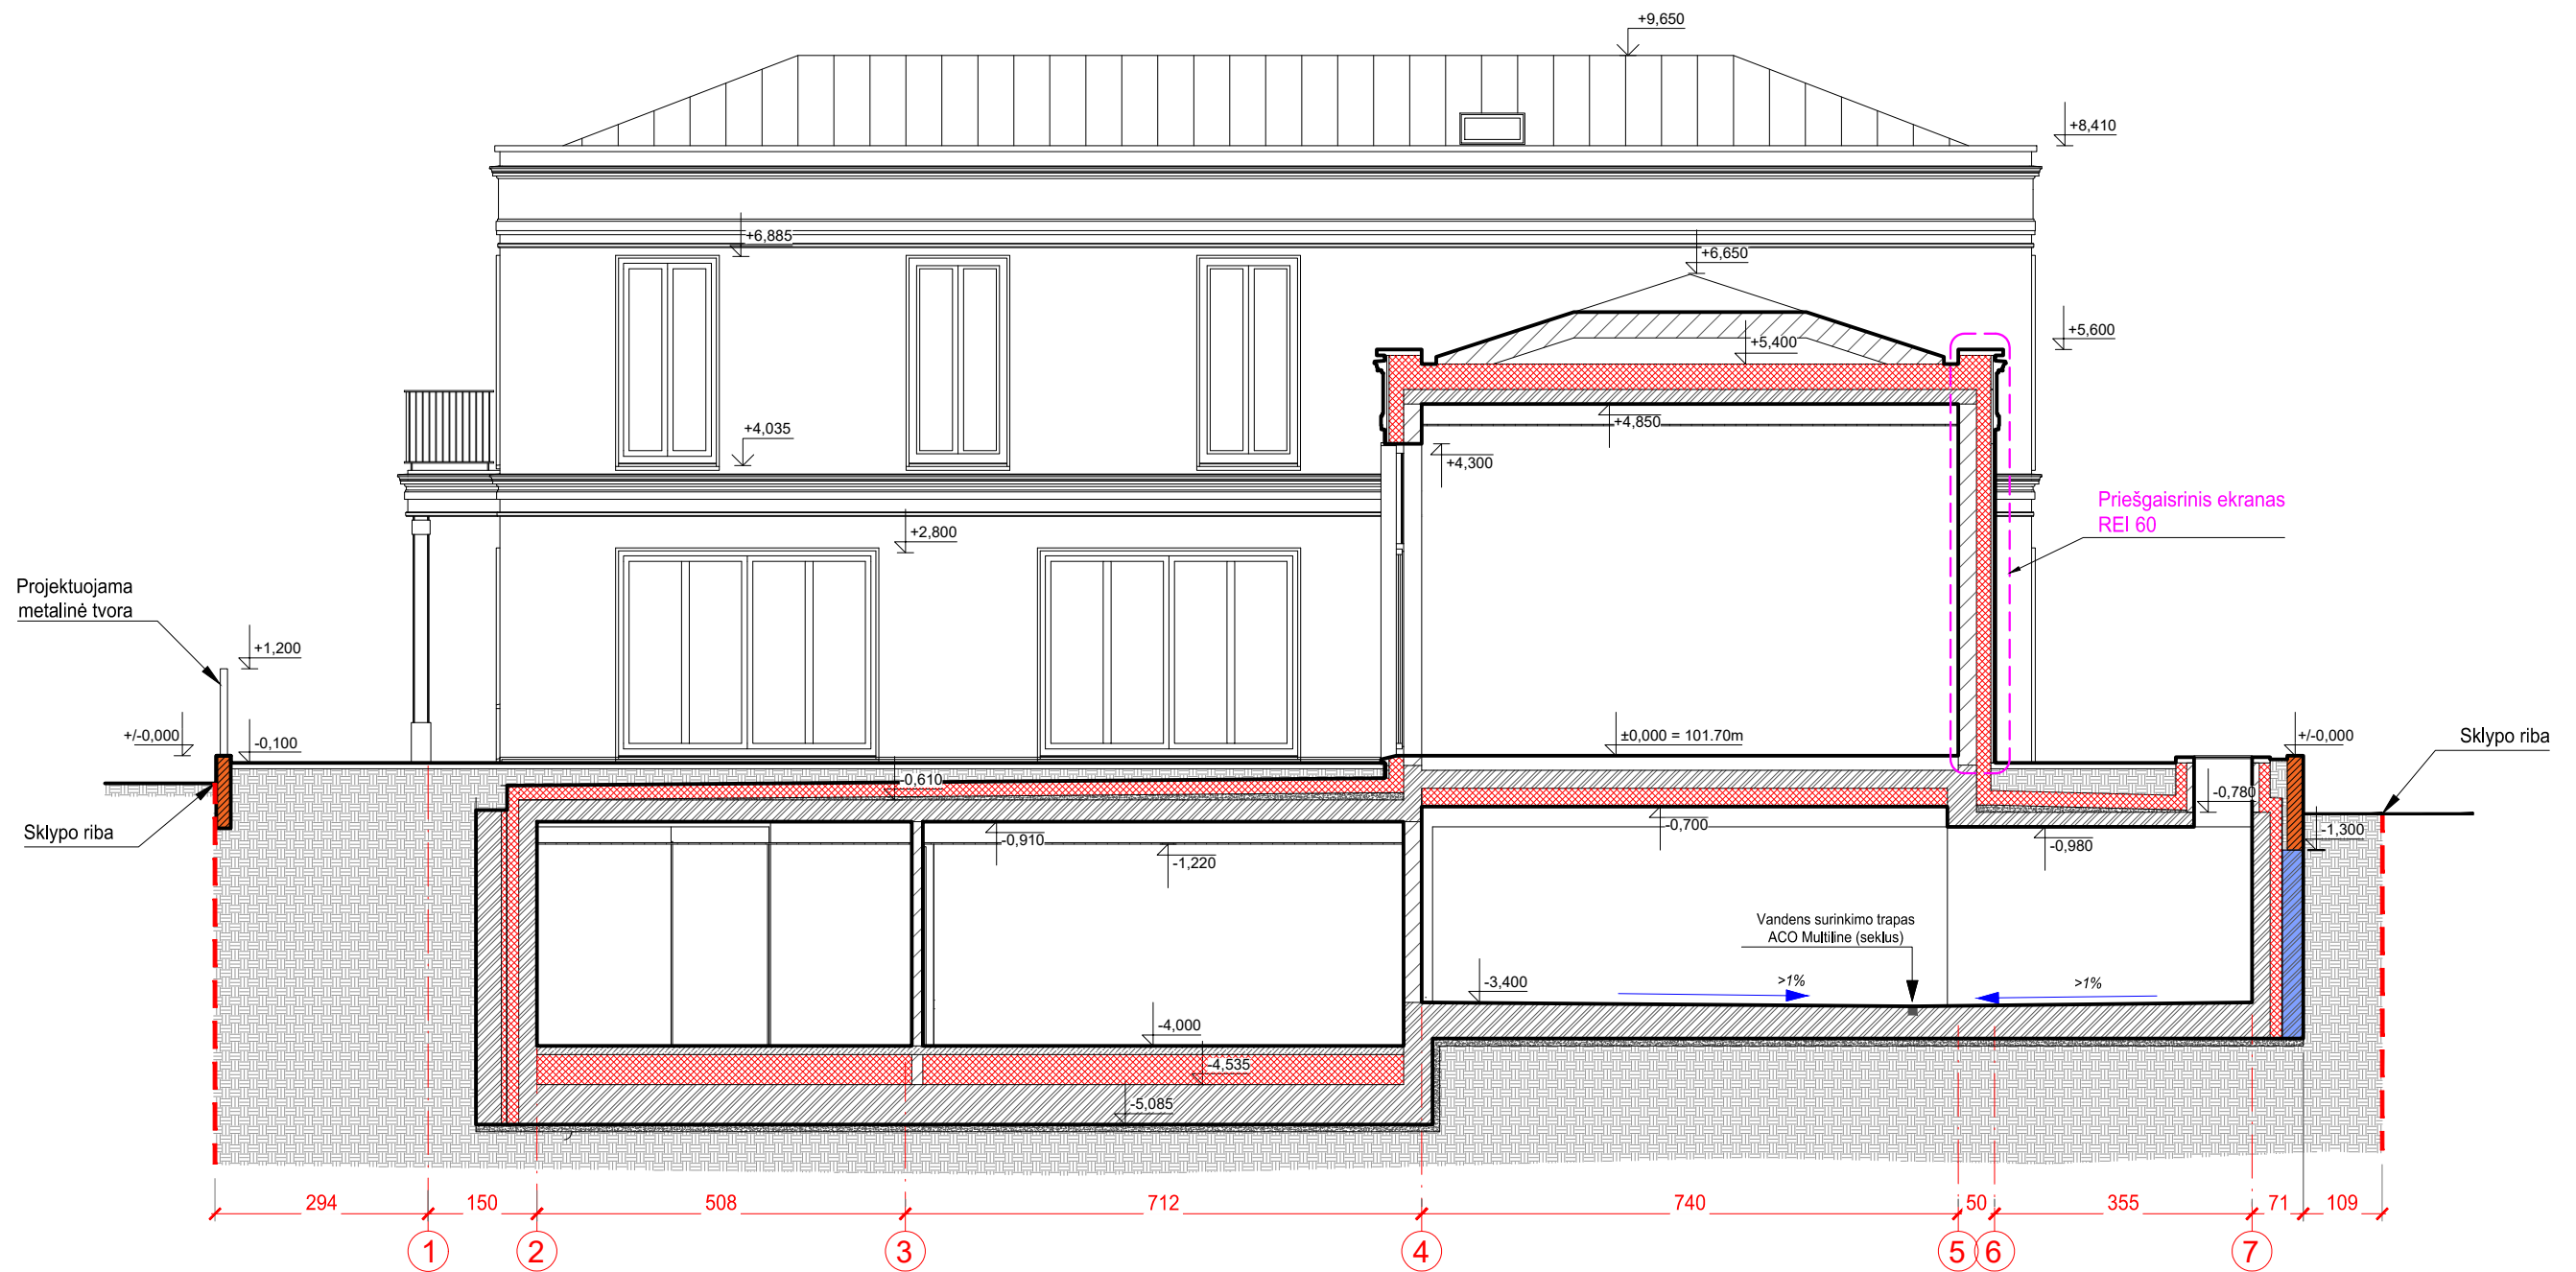 +9,650
+8,410
+6,885
+6,650
+5,600
+5,400
+4,850
+4,035
+4,300
Priešgaisrinis ekranas
REI 60
+2,800
Projektuojama
metalinė tvora
+1,200
+/-0,000
-0,100
±0,000 = 101.70m
+/-0,000
Sklypo riba
-0,610
-0,780
Sklypo riba
-0,910
-0,700
-0,980
-1,300
-1,220
Vandens surinkimo trapas
ACO Multiline (seklus)
-3,400
>1%
>1%
-4,000
-4,535
-5,085
294 150 508 712 740 50 355 71 109
1 2 3 4 5 6 7